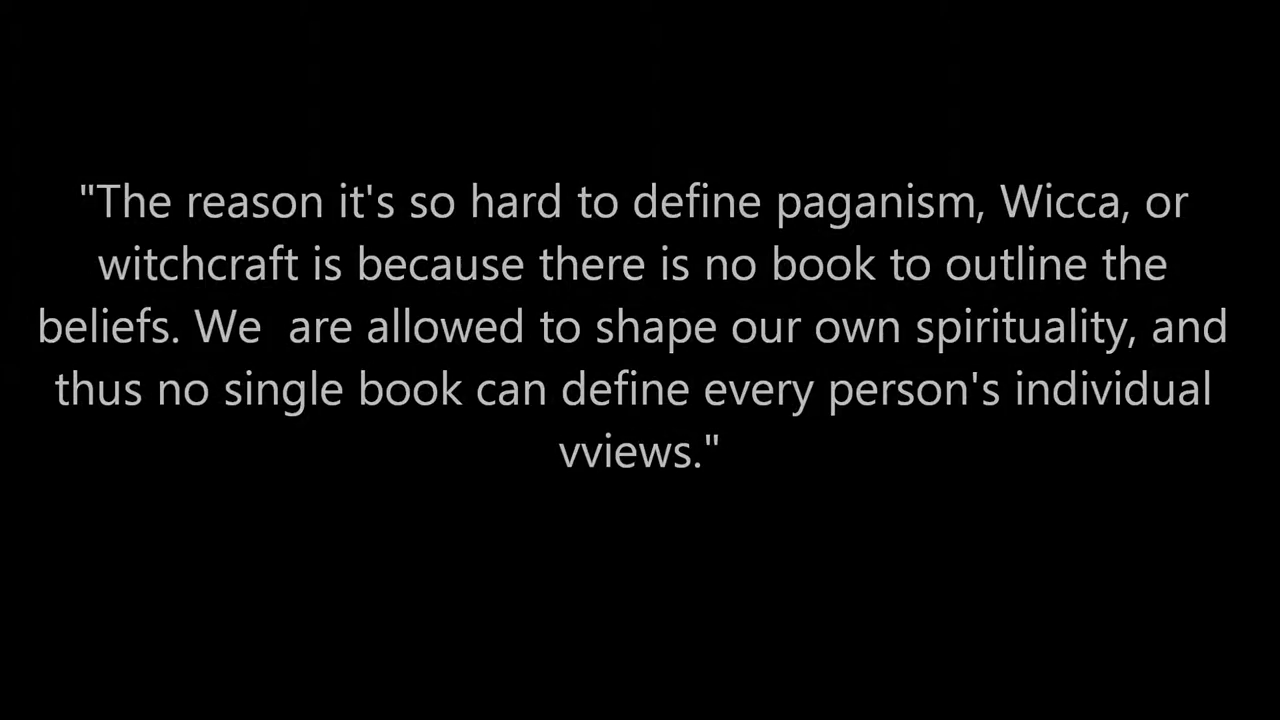 "The reason it's so hard to define paganism, Wicca, or
witchcraft is because there is no book to outline the
beliefs. We  are allowed to shape our own spirituality, and
thus no single book can define every person's individual
vviews."